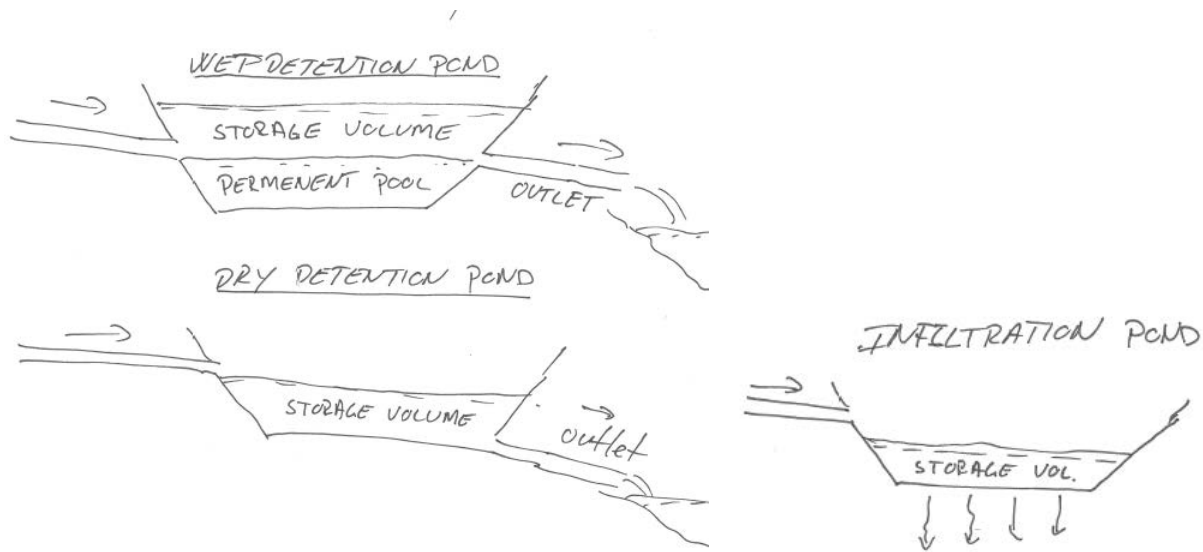 WET DETENTION POND
STORAGE VOLUME
PERMENENT POOL
OUTLET
DRY DETENTION POND
STORAGE VOLUME
outlet
INFILTRATION POND
STORAGE VOL.